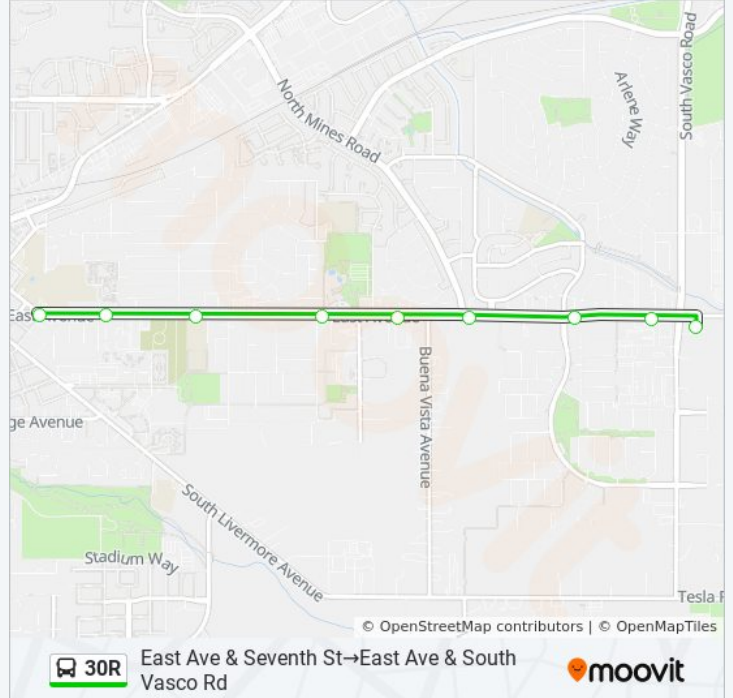 South Vasco Road
Arlene Way
North Mines Road
East Avenue
East Avenue
Buena Vista Avenue
ge Avenue
South Livermore Avenue
Stadium Way
Tesla R
© OpenStreetMap contributors | © OpenMapTiles
30R
East Ave & Seventh St→East Ave & South
Vasco Rd
moovit